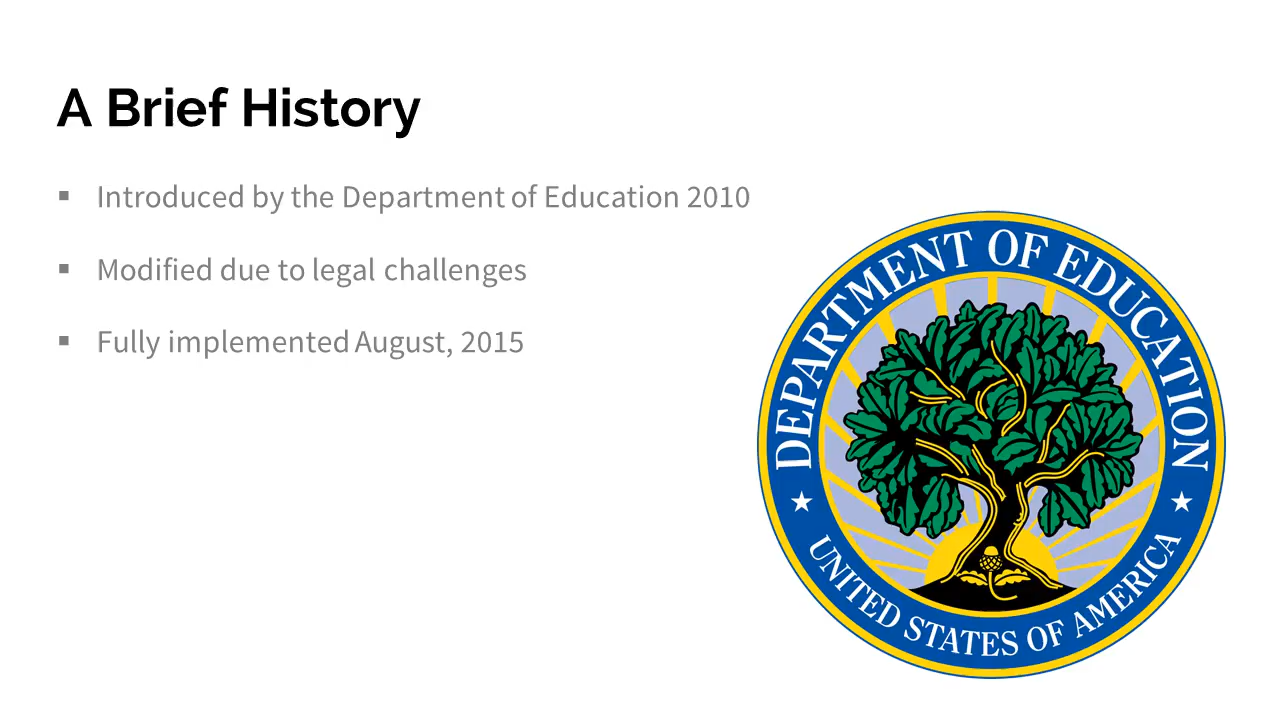 A Brief History
▪ Introduced by the Department of Education 2010
▪ Modified due to legal challenges
▪ Fully implemented August, 2015
DEPARTMENT OF EDUCATION
★ ★
UNITED STATES OF AMERICA